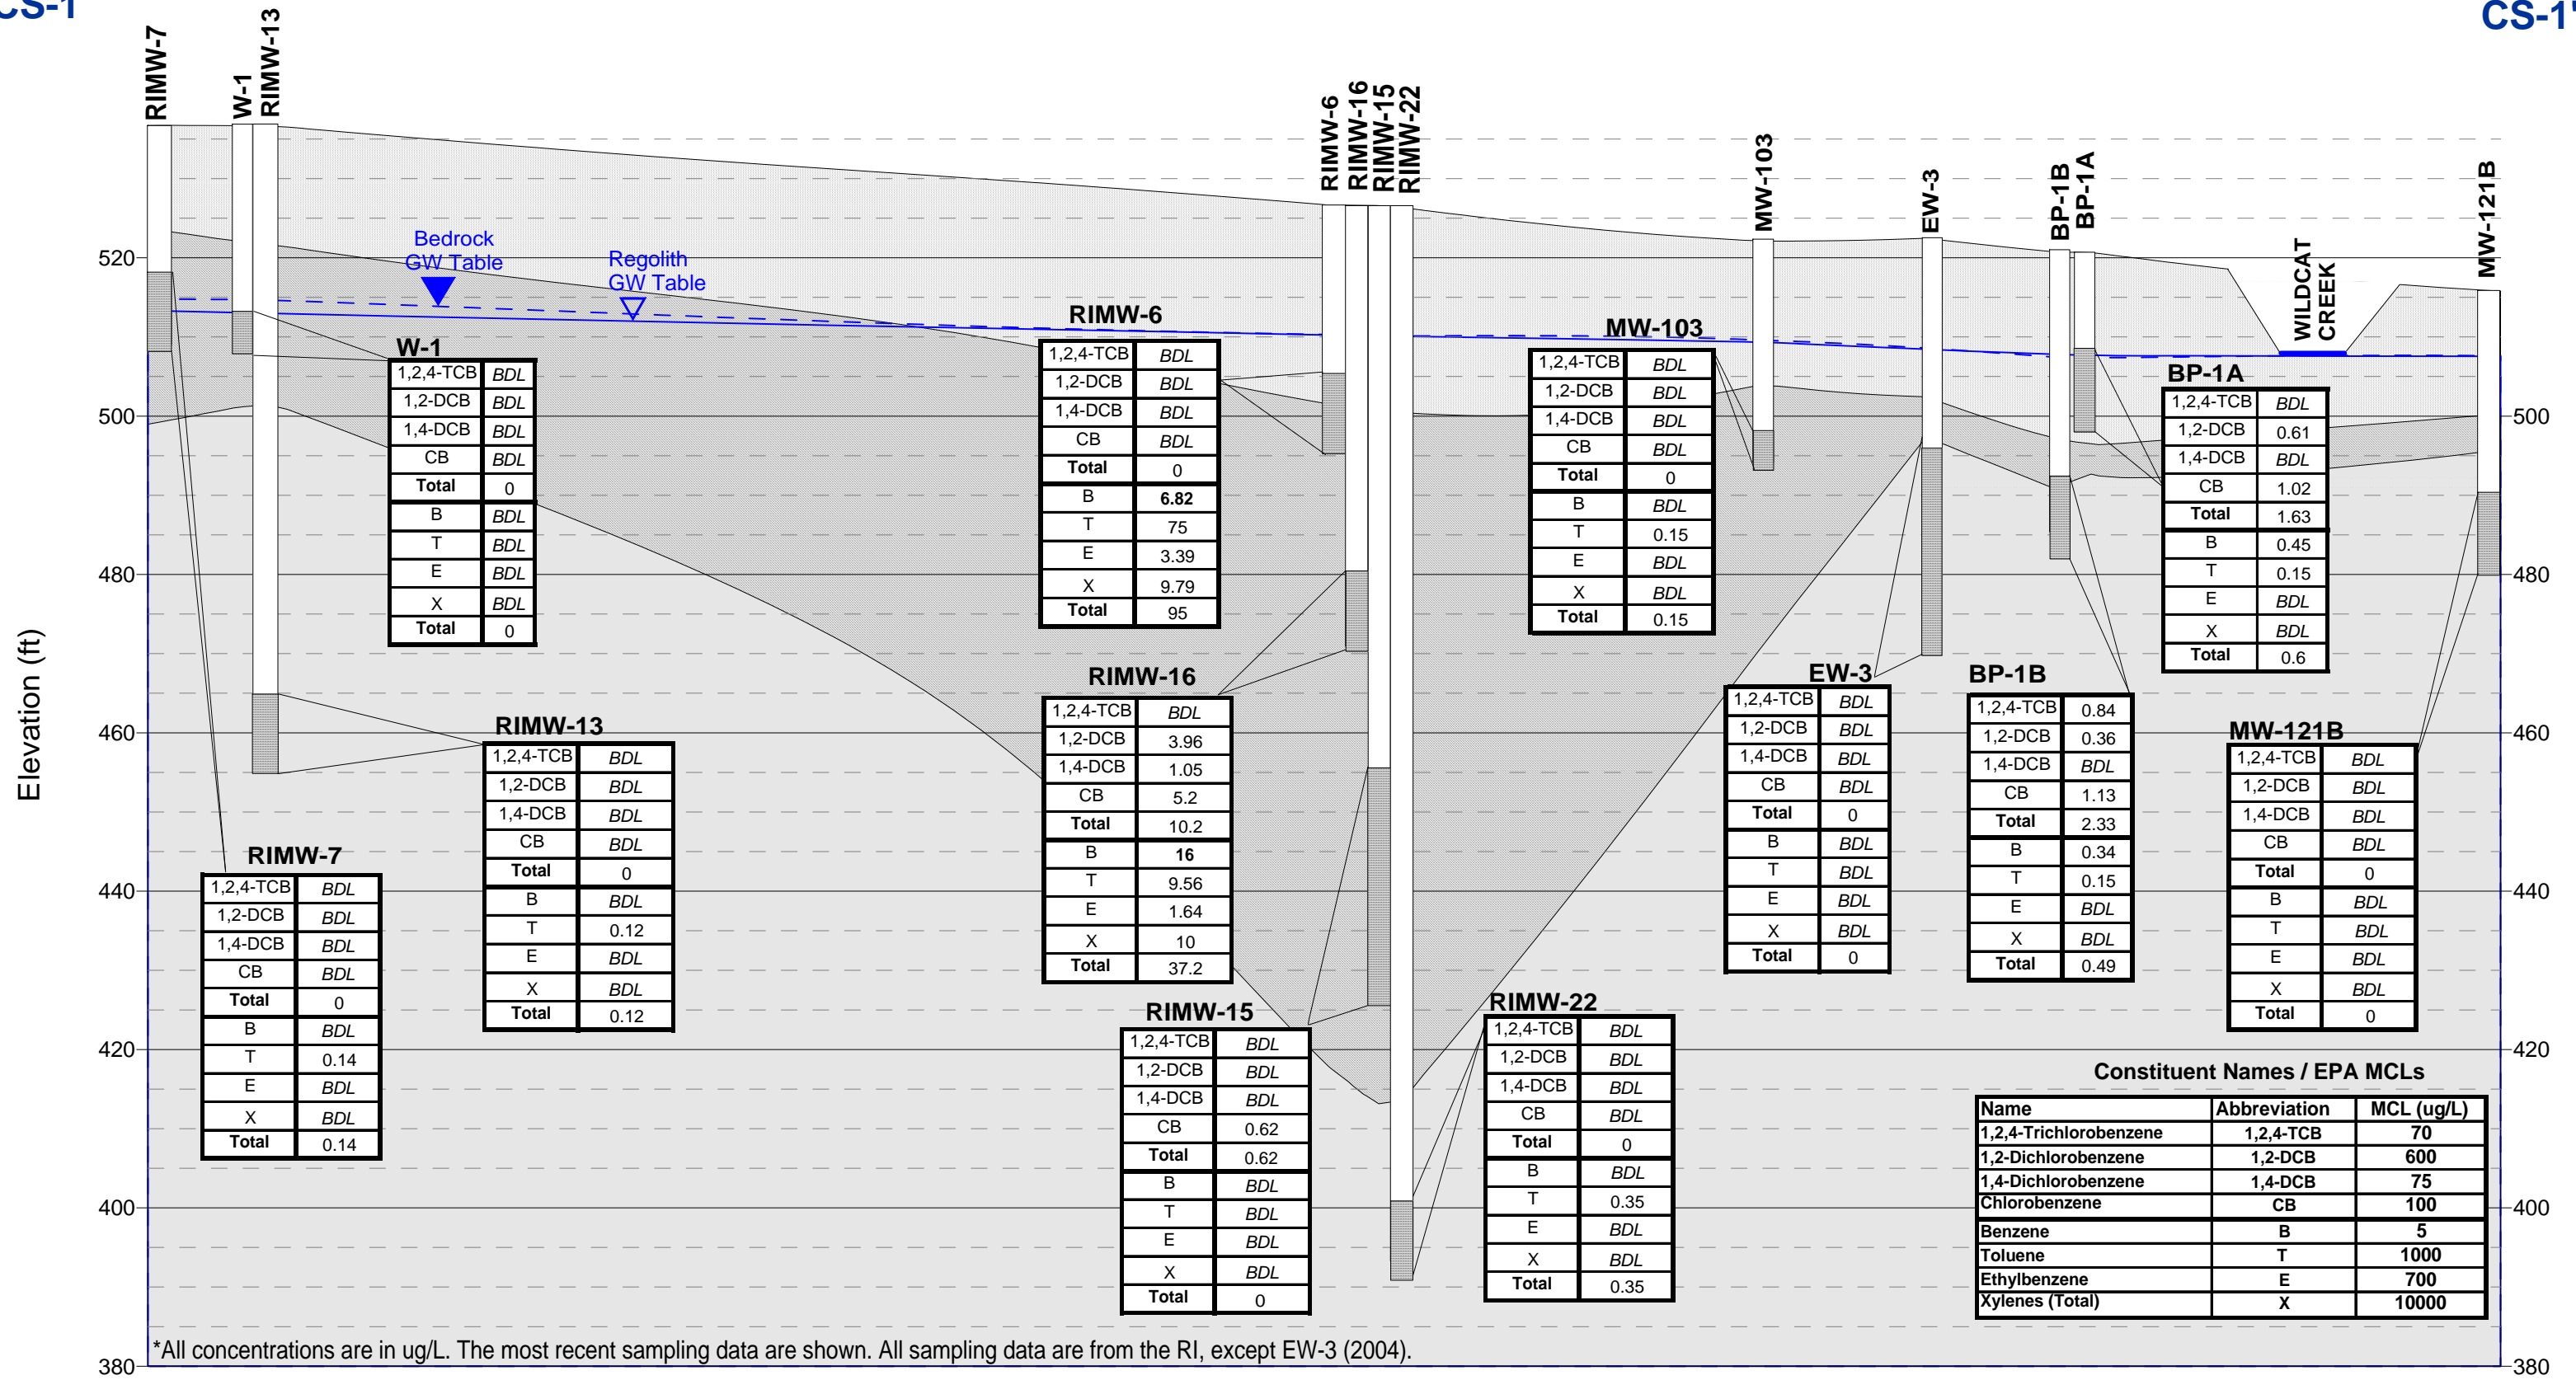 CS-1
CS-1'
RIMW-7
W-1
RIMW-13
RIMW-6
RIMW-16
RIMW-15
RIMW-22
MW-103
EW-3
BP-1B
BP-1A
WILDCAT
CREEK
MW-121B
Elevation (ft)
520
500
480
460
440
420
400
380
500
480
460
440
420
400
380
Bedrock
GW Table
Regolith
GW Table
W-1
1,2,4-TCB BDL
1,2-DCB BDL
1,4-DCB BDL
CB BDL
Total 0
B BDL
T BDL
E BDL
X BDL
Total 0
RIMW-6
1,2,4-TCB BDL
1,2-DCB BDL
1,4-DCB BDL
CB BDL
Total 0
B 6.82
T 75
E 3.39
X 9.79
Total 95
MW-103
1,2,4-TCB BDL
1,2-DCB BDL
1,4-DCB BDL
CB BDL
Total 0
B BDL
T 0.15
E BDL
X BDL
Total 0.15
BP-1A
1,2,4-TCB BDL
1,2-DCB 0.61
1,4-DCB BDL
CB 1.02
Total 1.63
B 0.45
T 0.15
E BDL
X BDL
Total 0.6
RIMW-16
1,2,4-TCB BDL
1,2-DCB 3.96
1,4-DCB 1.05
CB 5.2
Total 10.2
B 16
T 9.56
E 1.64
X 10
Total 37.2
EW-3
1,2,4-TCB BDL
1,2-DCB BDL
1,4-DCB BDL
CB BDL
Total 0
B BDL
T BDL
E BDL
X BDL
Total 0
BP-1B
1,2,4-TCB 0.84
1,2-DCB 0.36
1,4-DCB BDL
CB 1.13
Total 2.33
B 0.34
T 0.15
E BDL
X BDL
Total 0.49
RIMW-13
1,2,4-TCB BDL
1,2-DCB BDL
1,4-DCB BDL
CB BDL
Total 0
B BDL
T 0.12
E BDL
X BDL
Total 0.12
MW-121B
1,2,4-TCB BDL
1,2-DCB BDL
1,4-DCB BDL
CB BDL
Total 0
B BDL
T BDL
E BDL
X BDL
Total 0
RIMW-7
1,2,4-TCB BDL
1,2-DCB BDL
1,4-DCB BDL
CB BDL
Total 0
B BDL
T 0.14
E BDL
X BDL
Total 0.14
RIMW-15
1,2,4-TCB BDL
1,2-DCB BDL
1,4-DCB BDL
CB 0.62
Total 0.62
B BDL
T BDL
E BDL
X BDL
Total 0
RIMW-22
1,2,4-TCB BDL
1,2-DCB BDL
1,4-DCB BDL
CB BDL
Total 0
B BDL
T 0.35
E BDL
X BDL
Total 0.35
Constituent Names / EPA MCLs
Name Abbreviation MCL (ug/L)
1,2,4-Trichlorobenzene 1,2,4-TCB 70
1,2-Dichlorobenzene 1,2-DCB 600
1,4-Dichlorobenzene 1,4-DCB 75
Chlorobenzene CB 100
Benzene B 5
Toluene T 1000
Ethylbenzene E 700
Xylenes (Total) X 10000
*All concentrations are in ug/L. The most recent sampling data are shown. All sampling data are from the RI, except EW-3 (2004).